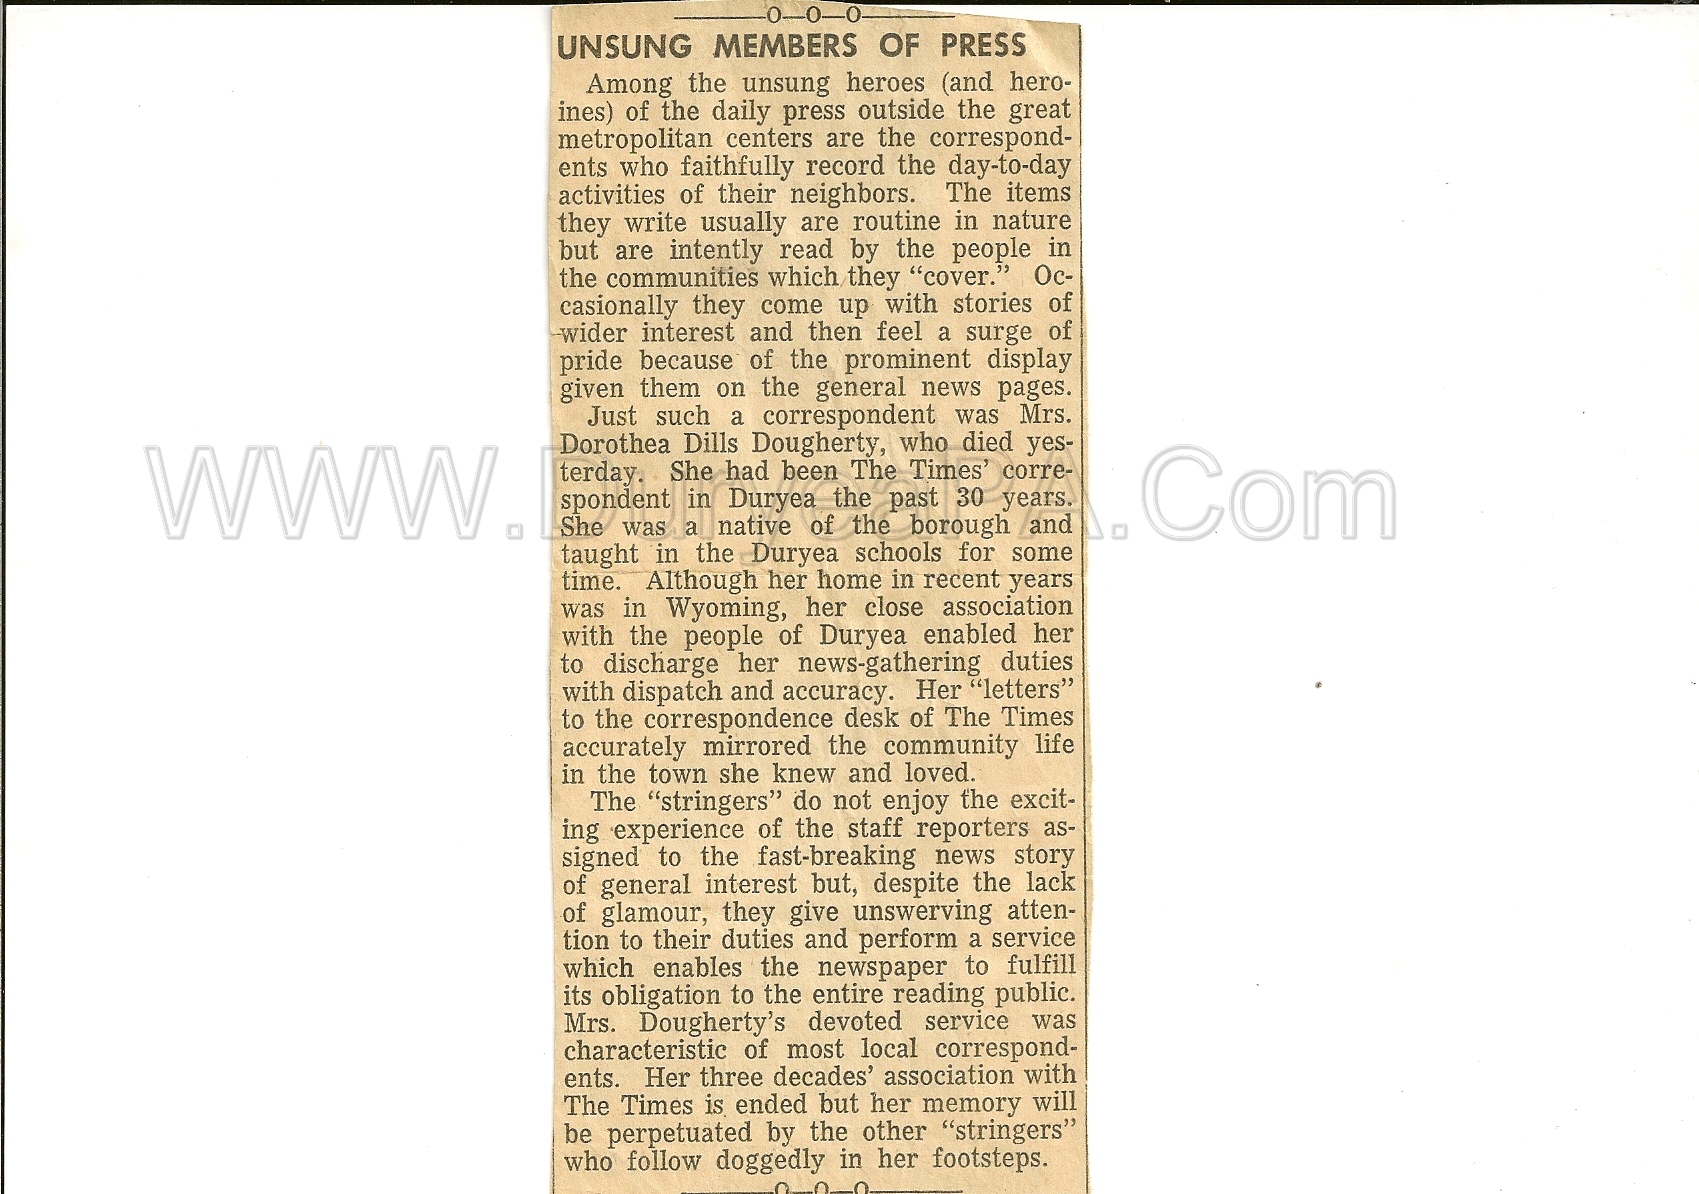 O—O—O
UNSUNG MEMBERS OF PRESS
Among the unsung heroes (and hero-
ines) of the daily press outside the great
metropolitan centers are the correspond-
ents who faithfully record the day-to-day
activities of their neighbors. The items
they write usually are routine in nature
but are intently read by the people in
the communities which they “cover.” Oc-
casionally they come up with stories of
wider interest and then feel a surge of
pride because of the prominent display
given them on the general news pages.
Just such a correspondent was Mrs.
Dorothea Dills Dougherty, who died yes-
terday. She had been The Times’ corre-
spondent in Duryea the past 30 years.
She was a native of the borough and
taught in the Duryea schools for some
time. Although her home in recent years
was in Wyoming, her close association
with the people of Duryea enabled her
to discharge her news-gathering duties
with dispatch and accuracy. Her “letters”
to the correspondence desk of The Times
accurately mirrored the community life
in the town she knew and loved.
The “stringers” do not enjoy the excit-
ing experience of the staff reporters as-
signed to the fast-breaking news story
of general interest but, despite the lack
of glamour, they give unswerving atten-
tion to their duties and perform a service
which enables the newspaper to fulfill
its obligation to the entire reading public.
Mrs. Dougherty’s devoted service was
characteristic of most local correspond-
ents. Her three decades’ association with
The Times is ended but her memory will
be perpetuated by the other “stringers”
who follow doggedly in her footsteps.
O—O—O
WWW.DuryeaPA.Com